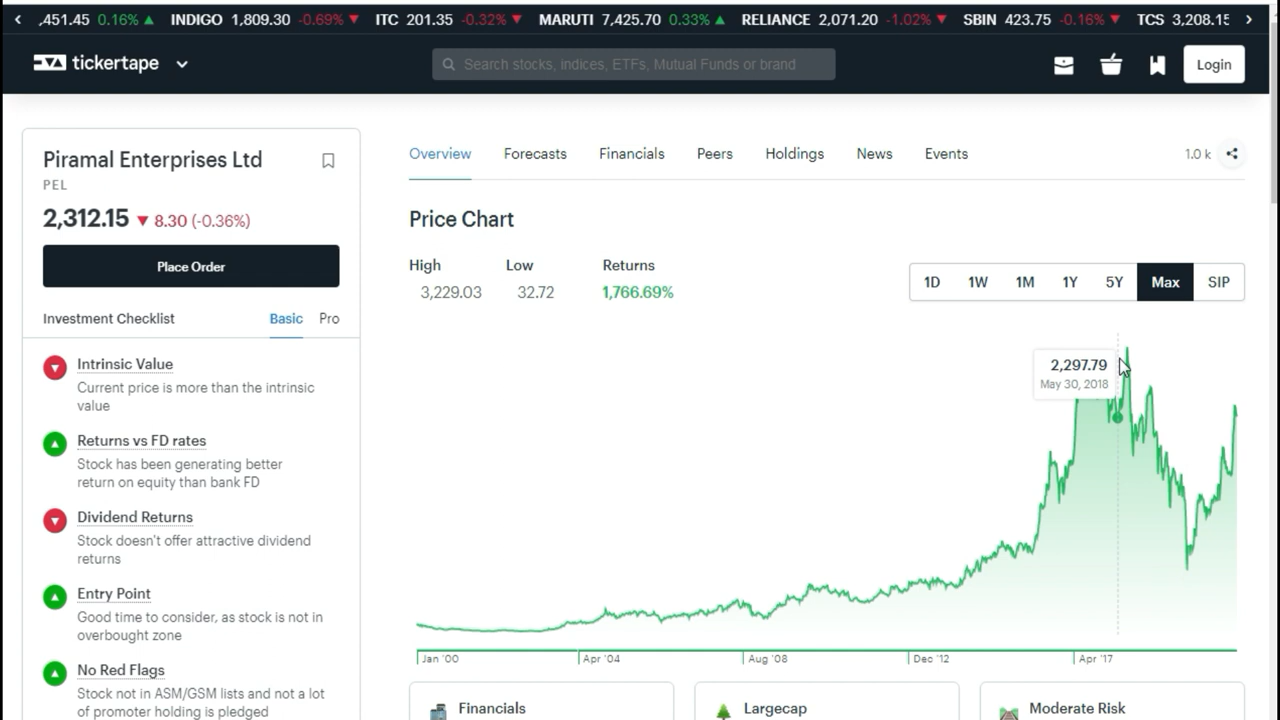 ,451.45 0.16% ▲ INDIGO 1,809.30 -0.69% ▼ ITC 201.35 -0.32% ▼ MARUTI 7,425.70 0.33% ▲ RELIANCE 2,071.20 -1.02% ▼ SBIN 423.75 -0.16% ▼ TCS 3,208.15
tickertape
Search stocks, indices, ETFs, Mutual Funds or brand
Login
Piramal Enterprises Ltd
PEL
2,312.15 ▼ 8.30 (-0.36%)
Place Order
Investment Checklist Basic Pro
Intrinsic Value
Current price is more than the intrinsic
value
Returns vs FD rates
Stock has been generating better
return on equity than bank FD
Dividend Returns
Stock doesn't offer attractive dividend
returns
Entry Point
Good time to consider, as stock is not in
overbought zone
No Red Flags
Stock not in ASM/GSM lists and not a lot
of promoter holding is pledged
Overview Forecasts Financials Peers Holdings News Events
1.0 k
Price Chart
High Low Returns
3,229.03 32.72 1,766.69%
1D 1W 1M 1Y 5Y Max SIP
2,297.79
May 30, 2018
Jan '00 Apr '04 Aug '08 Dec '12 Apr '17
Financials Largecap Moderate Risk